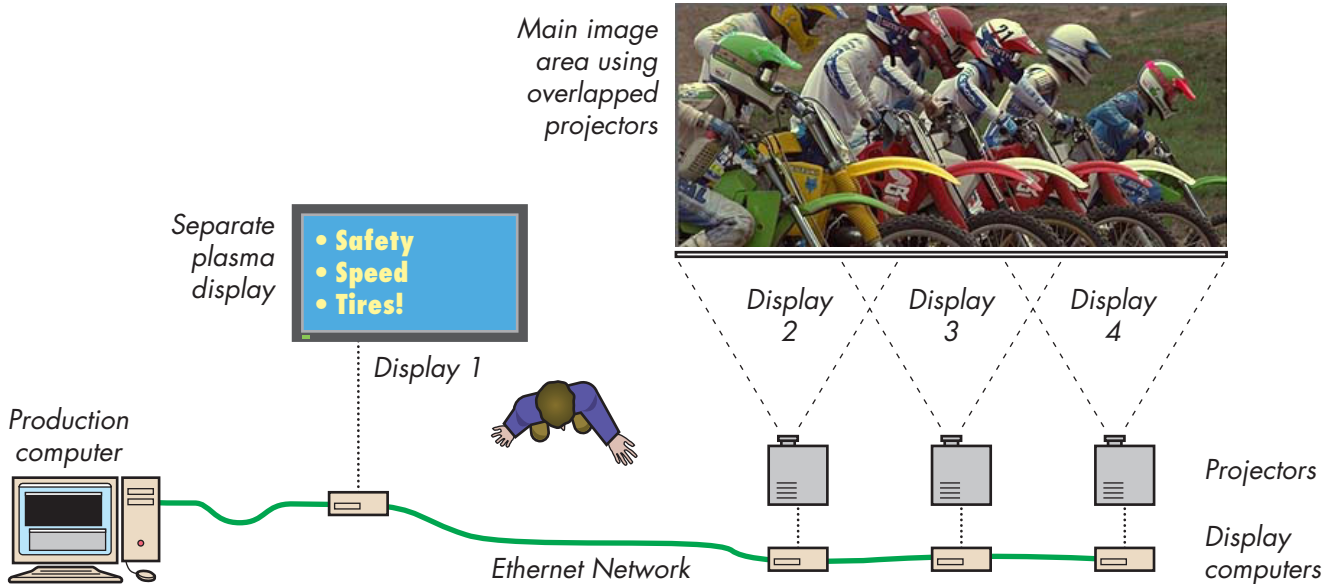 Main image
area using
overlapped
projectors
21
Separate
plasma
display
• Safety
• Speed
• Tires!
Display 1
Display
2
Display
3
Display
4
Production
computer
Projectors
Ethernet Network
Display
computers